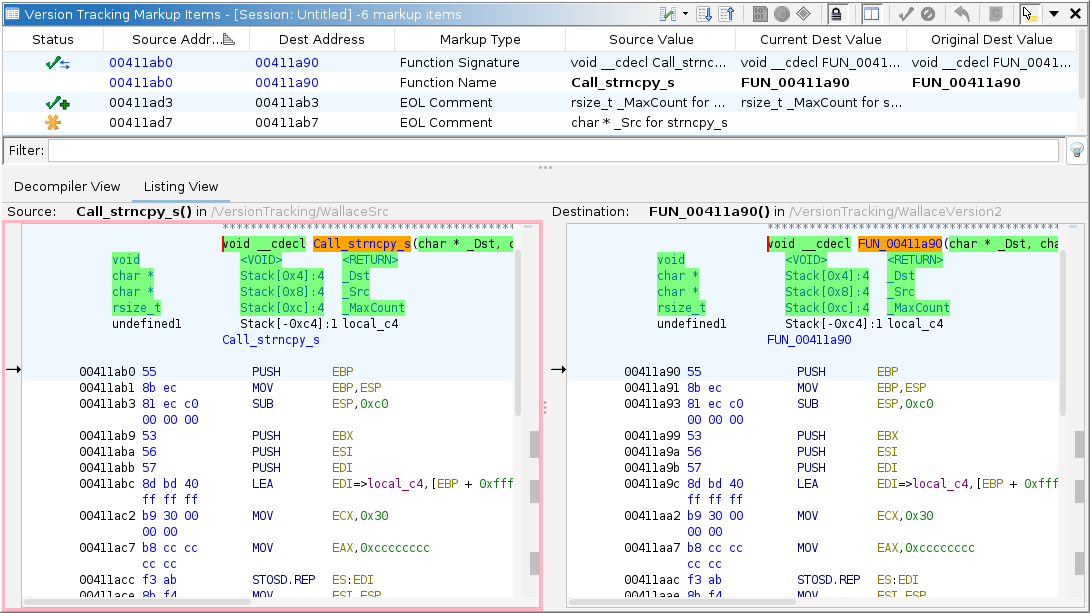 Version Tracking Markup Items - [Session: Untitled] -6 markup items
Status Source Addr... Dest Address Markup Type Source Value Current Dest Value Original Dest Value
00411ab0 00411a90 Function Signature void __cdecl Call_strnc... void __cdecl FUN_0041... void __cdecl FUN_0041...
00411ab0 00411a90 Function Name Call_strncpy_s FUN_00411a90 FUN_00411a90
00411ad3 00411ab3 EOL Comment rsize_t _MaxCount for ... rsize_t _MaxCount for s...
00411ad7 00411ab7 EOL Comment char * _Src for strncpy_s
Filter:
Decompiler View Listing View
Source: Call_strncpy_s() in /VersionTracking/WallaceSrc
void __cdecl Call_strncpy_s(char * _Dst, c
void <VOID> <RETURN>
char * Stack[0x4]:4 _Dst
char * Stack[0x8]:4 _Src
rsize_t Stack[0xc]:4 _MaxCount
undefined1 Stack[-0xc4]:1 local_c4
Call_strncpy_s
00411ab0 55 PUSH EBP
00411ab1 8b ec MOV EBP,ESP
00411ab3 81 ec c0 SUB ESP,0xc0
00 00 00
00411ab9 53 PUSH EBX
00411aba 56 PUSH ESI
00411abb 57 PUSH EDI
00411abc 8d bd 40 LEA EDI=>local_c4,[EBP + 0xfff
ff ff ff
00411ac2 b9 30 00 MOV ECX,0x30
00 00
00411ac7 b8 cc cc MOV EAX,0xcccccccc
cc cc
00411acc f3 ab STOSD.REP ES:EDI
00411ace 8b f4 MOV ESI,ESP
Destination: FUN_00411a90() in /VersionTracking/WallaceVersion2
void __cdecl FUN_00411a90(char * _Dst, cha
void <VOID> <RETURN>
char * Stack[0x4]:4 _Dst
char * Stack[0x8]:4 _Src
rsize_t Stack[0xc]:4 _MaxCount
undefined1 Stack[-0xc4]:1 local_c4
FUN_00411a90
00411a90 55 PUSH EBP
00411a91 8b ec MOV EBP,ESP
00411a93 81 ec c0 SUB ESP,0xc0
00 00 00
00411a99 53 PUSH EBX
00411a9a 56 PUSH ESI
00411a9b 57 PUSH EDI
00411a9c 8d bd 40 LEA EDI=>local_c4,[EBP + 0xfff
ff ff ff
00411aa2 b9 30 00 MOV ECX,0x30
00 00
00411aa7 b8 cc cc MOV EAX,0xcccccccc
cc cc
00411aac f3 ab STOSD.REP ES:EDI
00411aae 8b f4 MOV ESI,ESP